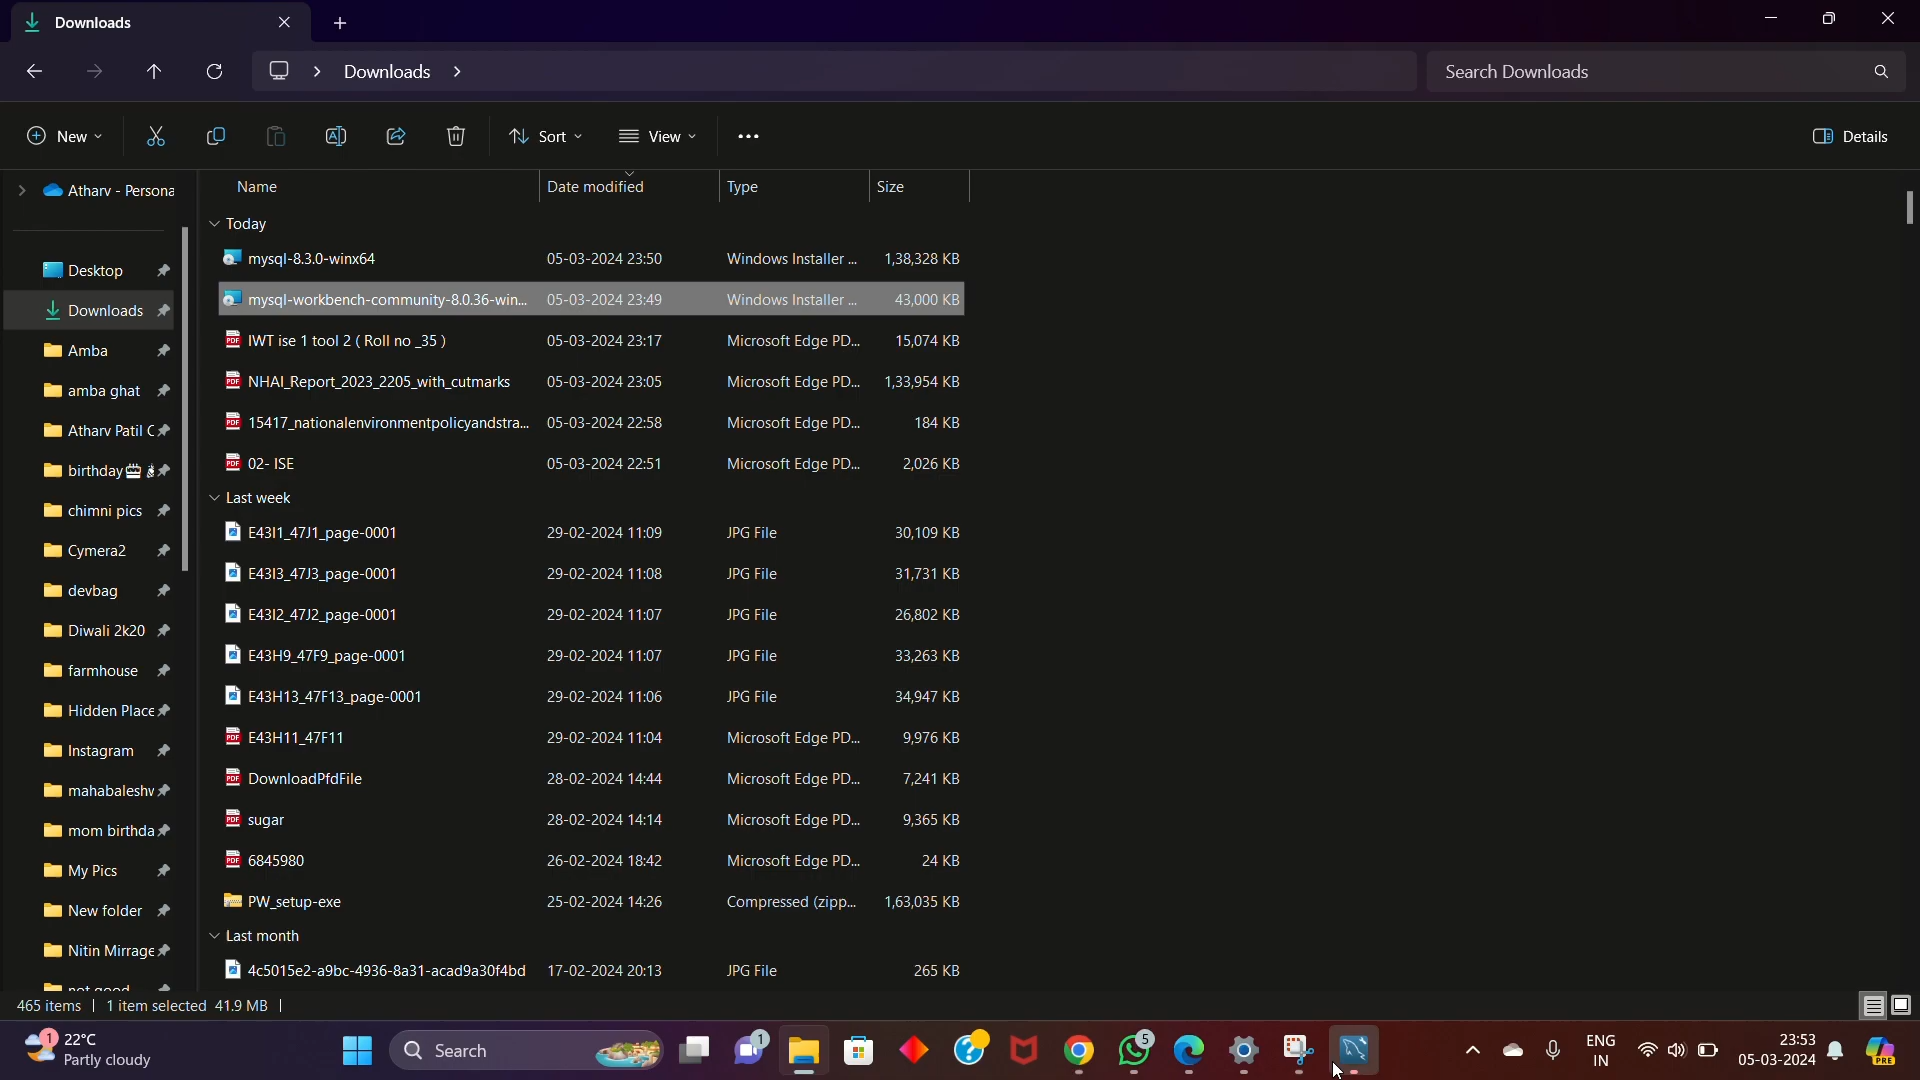 Downloads
Downloads
Search Downloads
New
Sort
View
Details
Atharv - Persona
Name Date modified Type Size
Today
Desktop
mysql-8.3.0-winx64 05-03-2024 23:50 Windows Installer ... 1,38,328 KB
Downloads
mysql-workbench-community-8.0.36-win... 05-03-2024 23:49 Windows Installer ... 43,000 KB
Amba
IWT ise 1 tool 2 ( Roll no _35 ) 05-03-2024 23:17 Microsoft Edge PD... 15,074 KB
amba ghat
NHAI_Report_2023_2205_with_cutmarks 05-03-2024 23:05 Microsoft Edge PD... 1,33,954 KB
Atharv Patil C
15417_nationalenvironmentpolicyandstra... 05-03-2024 22:58 Microsoft Edge PD... 184 KB
birthday🎂
02- ISE 05-03-2024 22:51 Microsoft Edge PD... 2,026 KB
Last week
chimni pics
E43I1_47J1_page-0001 29-02-2024 11:09 JPG File 30,109 KB
Cymera2
E43I3_47J3_page-0001 29-02-2024 11:08 JPG File 31,731 KB
devbag
E43I2_47J2_page-0001 29-02-2024 11:07 JPG File 26,802 KB
Diwali 2k20
E43H9_47F9_page-0001 29-02-2024 11:07 JPG File 33,263 KB
farmhouse
E43H13_47F13_page-0001 29-02-2024 11:06 JPG File 34,947 KB
Hidden Place
E43H11_47F11 29-02-2024 11:04 Microsoft Edge PD... 9,976 KB
Instagram
DownloadPfdFile 28-02-2024 14:44 Microsoft Edge PD... 7,241 KB
mahabaleshv
sugar 28-02-2024 14:14 Microsoft Edge PD... 9,365 KB
mom birthda
6845980 26-02-2024 18:42 Microsoft Edge PD... 24 KB
My Pics
PW_setup-exe 25-02-2024 14:26 Compressed (zipp... 1,63,035 KB
New folder
Last month
Nitin Mirrage
4c5015e2-a9bc-4936-8a31-acad9a30f4bd 17-02-2024 20:13 JPG File 265 KB
not good
465 items 1 item selected 41.9 MB
1 22°C
Partly cloudy
Search
1
5
ENG
IN
23:53
05-03-2024
PRE